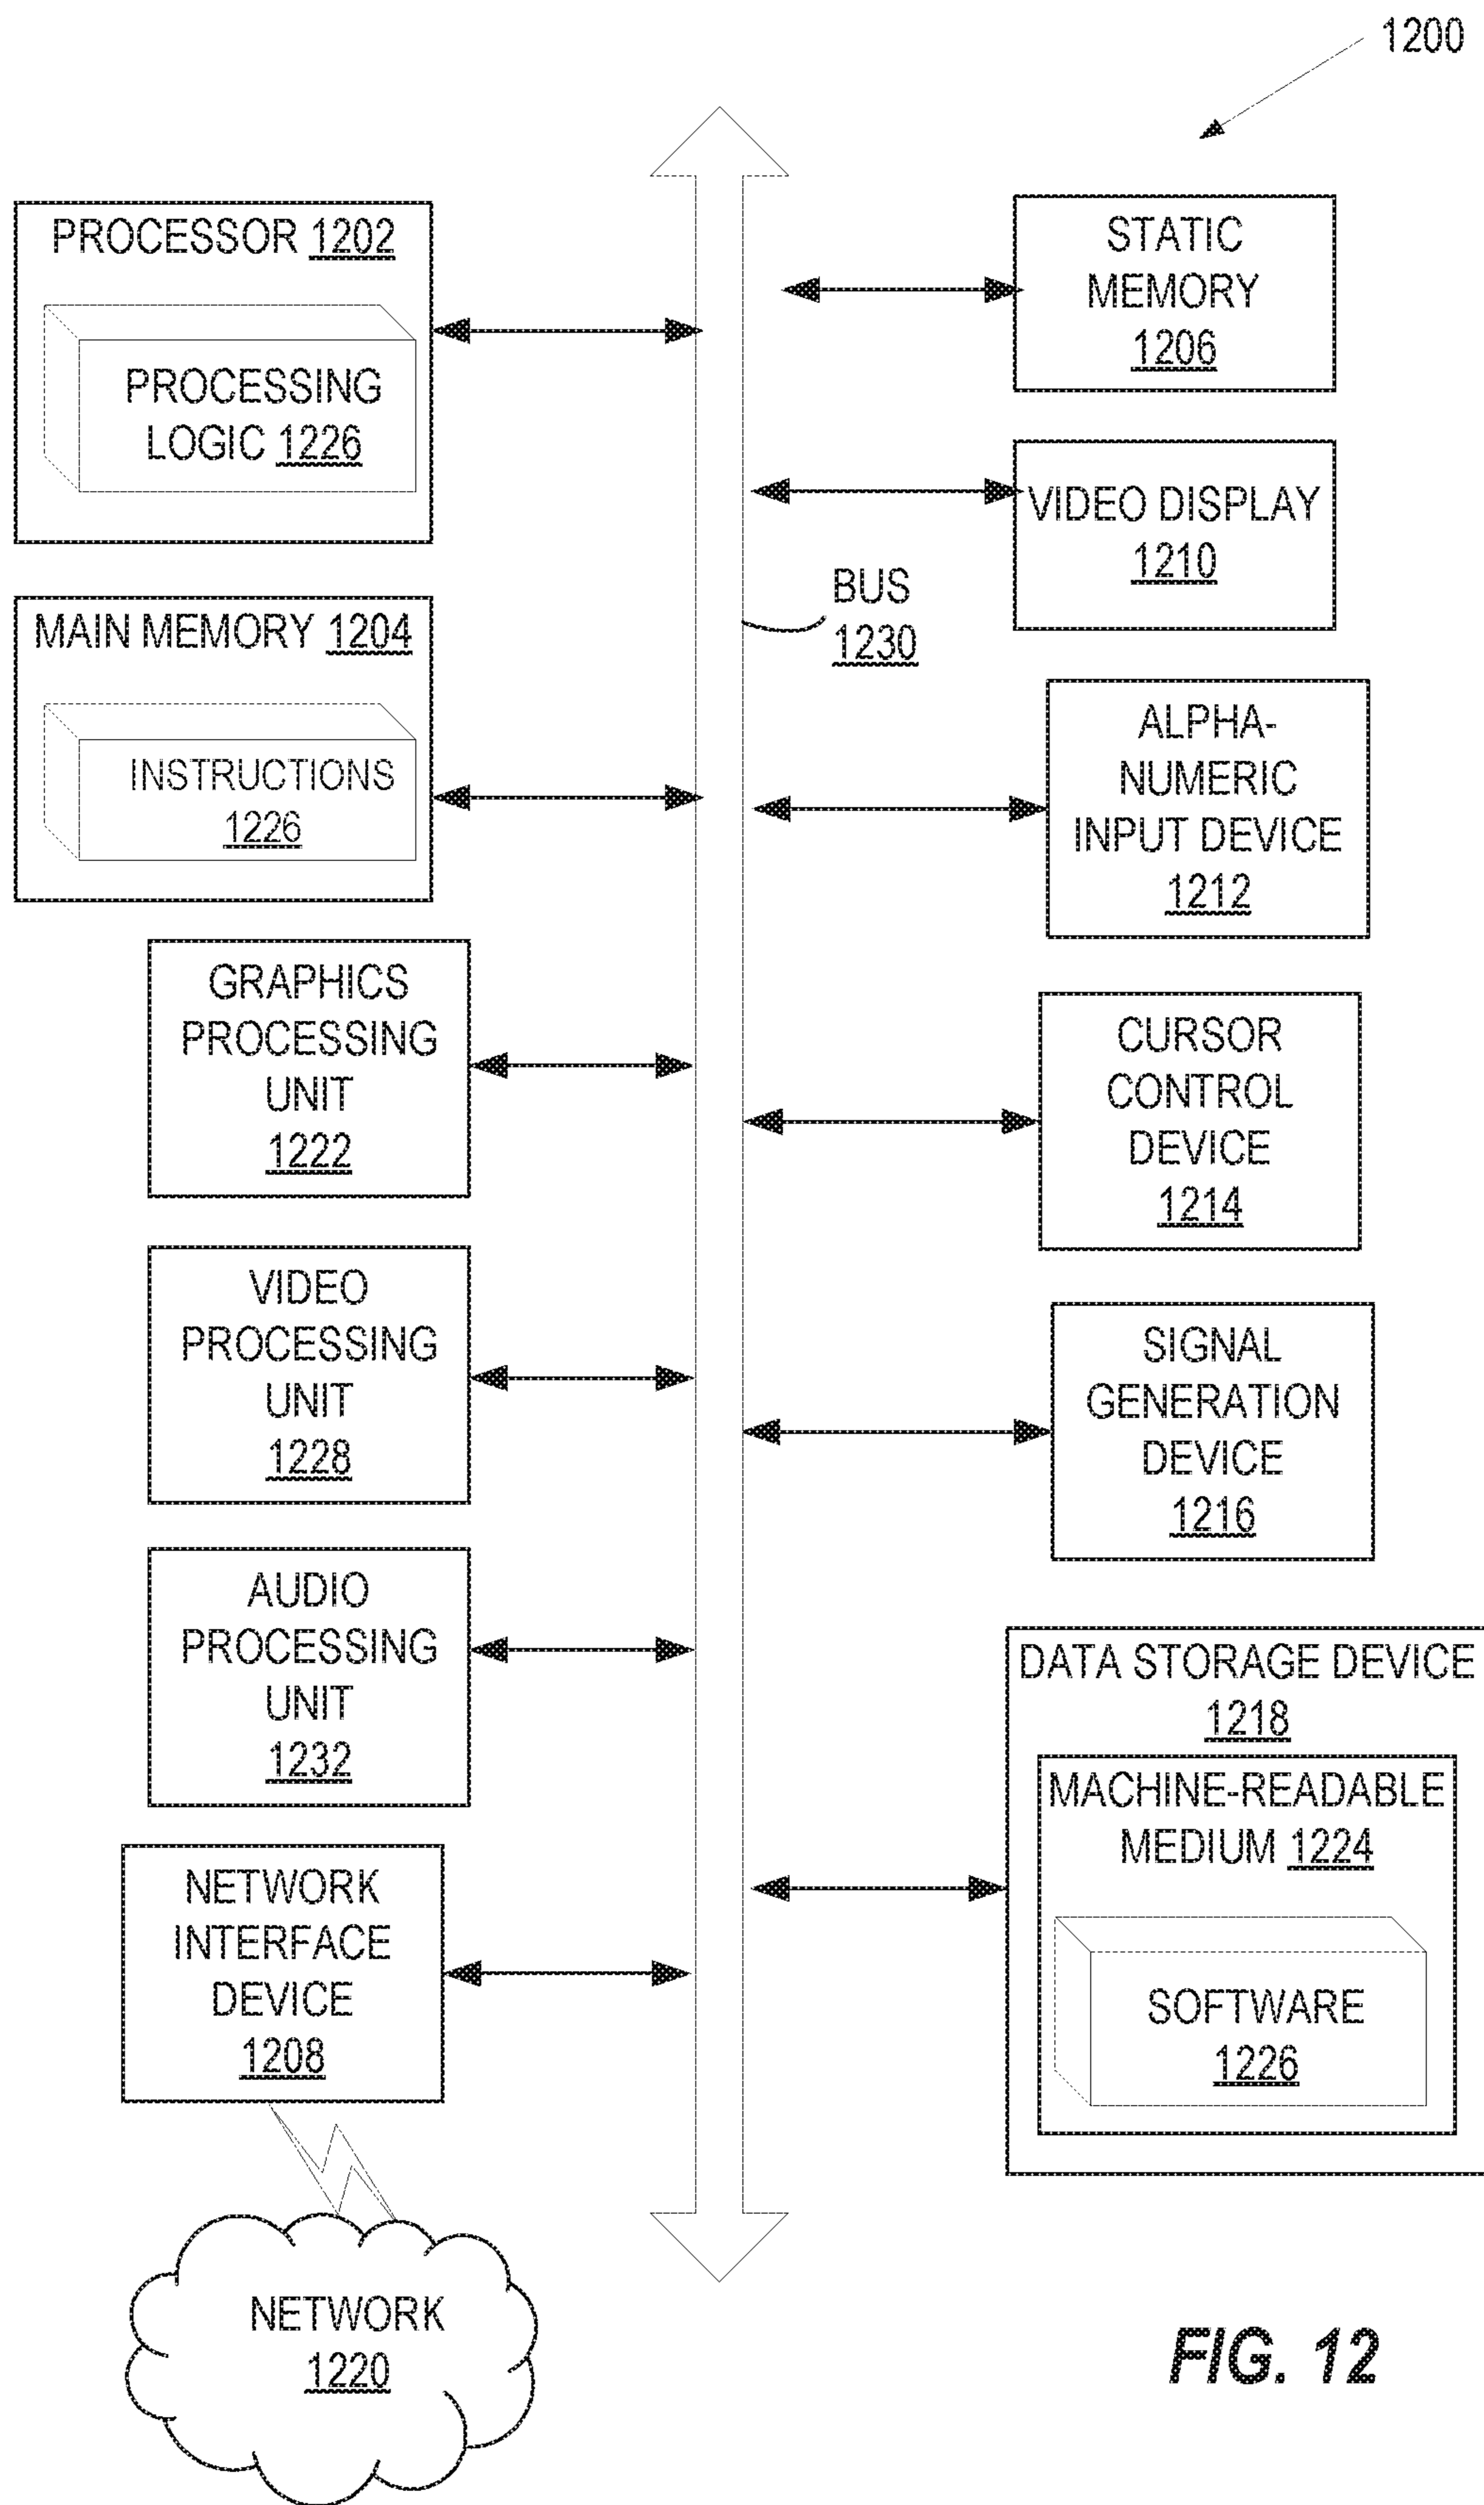 1200
PROCESSOR 1202
PROCESSING
LOGIC 1226
MAIN MEMORY 1204
INSTRUCTIONS
1226
GRAPHICS
PROCESSING
UNIT
1222
VIDEO
PROCESSING
UNIT
1228
AUDIO
PROCESSING
UNIT
1232
NETWORK
INTERFACE
DEVICE
1208
NETWORK
1220
BUS
1230
STATIC
MEMORY
1206
VIDEO DISPLAY
1210
ALPHA-
NUMERIC
INPUT DEVICE
1212
CURSOR
CONTROL
DEVICE
1214
SIGNAL
GENERATION
DEVICE
1216
DATA STORAGE DEVICE
1218
MACHINE-READABLE
MEDIUM 1224
SOFTWARE
1226
FIG. 12